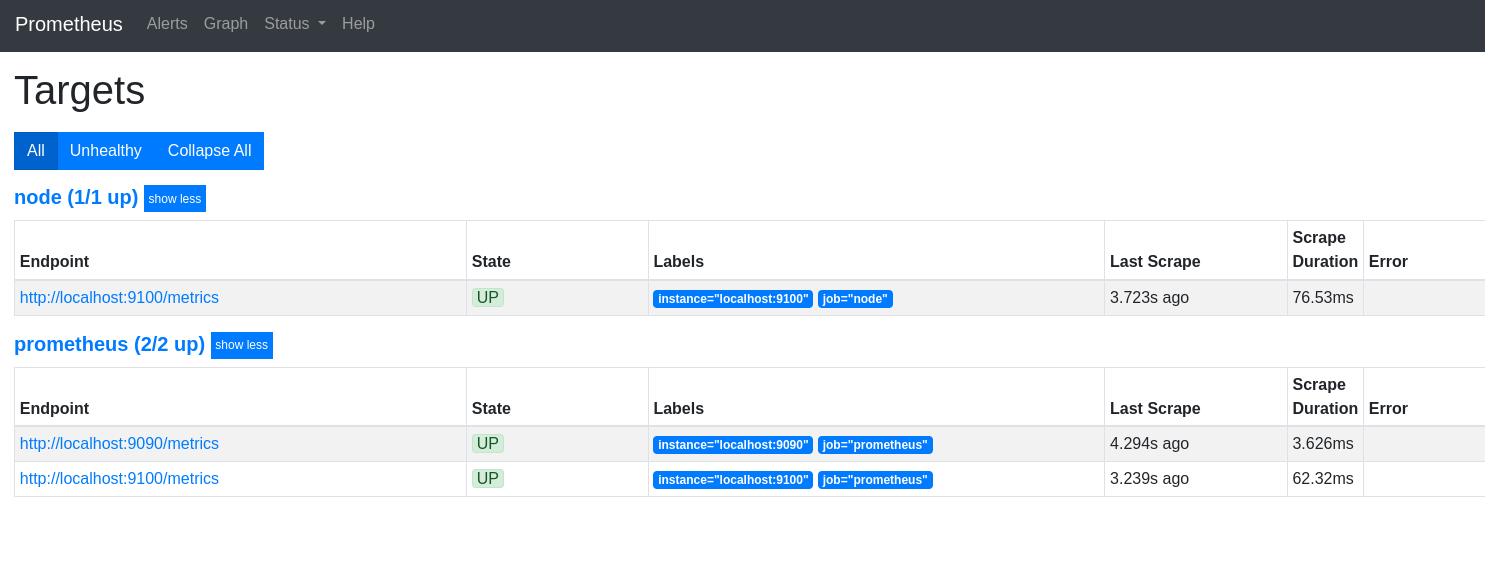 Prometheus Alerts Graph Status Help
Targets
All Unhealthy Collapse All
node (1/1 up) show less
Endpoint State Labels Last Scrape Scrape Duration Error
http://localhost:9100/metrics UP instance="localhost:9100" job="node" 3.723s ago 76.53ms
prometheus (2/2 up) show less
Endpoint State Labels Last Scrape Scrape Duration Error
http://localhost:9090/metrics UP instance="localhost:9090" job="prometheus" 4.294s ago 3.626ms
http://localhost:9100/metrics UP instance="localhost:9100" job="prometheus" 3.239s ago 62.32ms